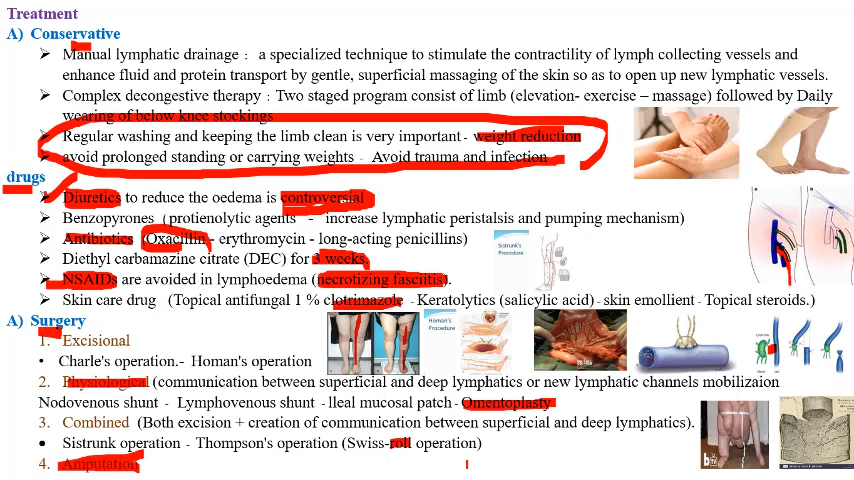 Treatment
A) Conservative
➤ Manual lymphatic drainage : a specialized technique to stimulate the contractility of lymph collecting vessels and
enhance fluid and protein transport by gentle, superficial massaging of the skin so as to open up new lymphatic vessels.
➤ Complex decongestive therapy : Two staged program consist of limb (elevation- exercise – massage) followed by Daily
wearing of below knee stockings
➤ Regular washing and keeping the limb clean is very important - weight reduction
➤ avoid prolonged standing or carrying weights - Avoid trauma and infection
drugs
➤ Diuretics to reduce the oedema is controversial
➤ Benzopyrones (protienolytic agents - increase lymphatic peristalsis and pumping mechanism)
➤ Antibiotics (Oxacillin - erythromycin - long-acting penicillins)
➤ Diethyl carbamazine citrate (DEC) for 3 weeks.
➤ NSAIDs are avoided in lymphoedema (necrotizing fasciitis).
➤ Skin care drug (Topical antifungal 1 % clotrimazole - Keratolytics (salicylic acid) - skin emollient - Topical steroids.)
Sistrunk's
Procedure
A) Surgery
1. Excisional
• Charle's operation.- Homan's operation
Homan's
Procedure
2. Physiological (communication between superficial and deep lymphatics or new lymphatic channels mobilizaion
Nodovenous shunt - Lymphovenous shunt - lleal mucosal patch - Omentoplasty
3. Combined (Both excision + creation of communication between superficial and deep lymphatics).
• Sistrunk operation - Thompson's operation (Swiss-roll operation)
4. Amputation